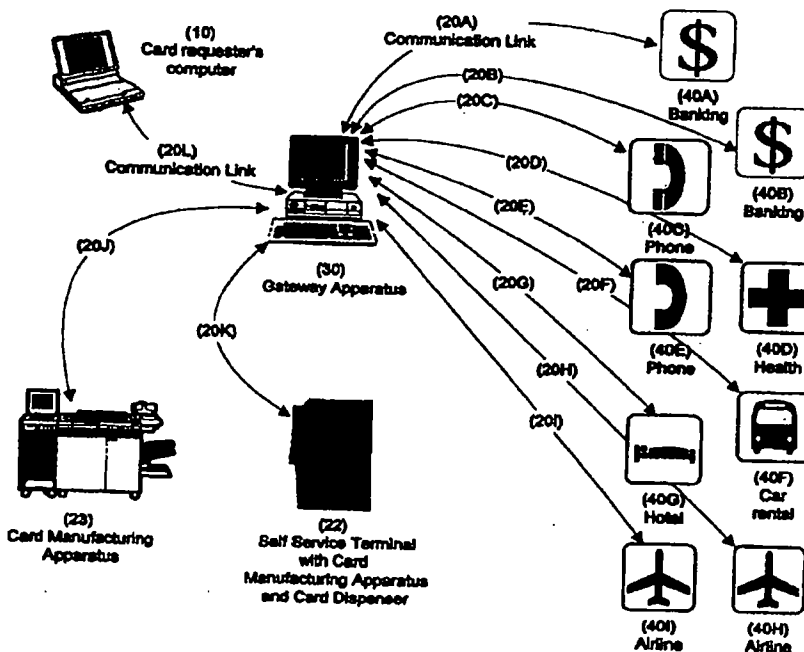 (10)
Card requester's
computer
(20A)
Communication Link
(40A)
Banking
(20B)
(20C)
(40B)
Banking
(20L)
Communication Link
(20D)
(40C)
Phone
(20E)
(20J)
(30)
Gateway Apparatus
(20G)
(20F)
(40E)
Phone
(40D)
Health
(20K)
(20H)
(20I)
(40G)
Hotel
(40F)
Car
rental
(23)
Card Manufacturing
Apparatus
(22)
Self Service Terminal
with Card
Manufacturing Apparatus
and Card Dispenser
(40I)
Airline
(40H)
Airline